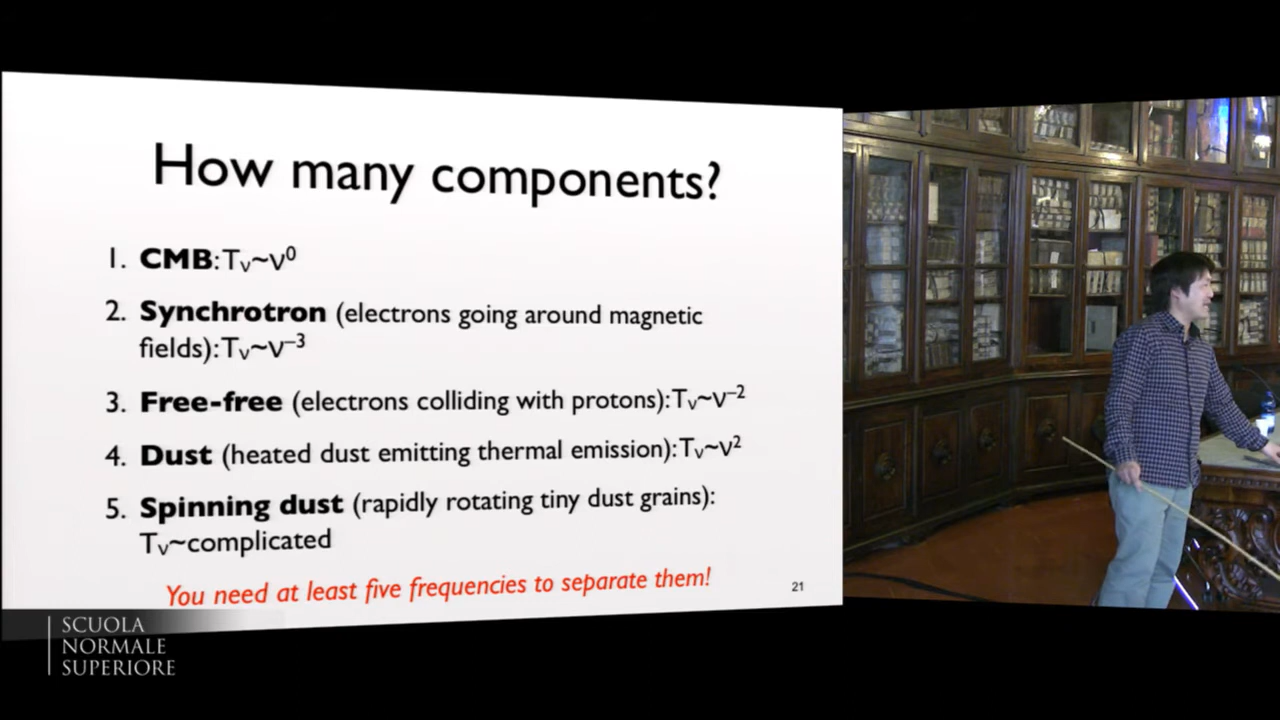 How many components?
1. CMB: Tν~ν⁰
2. Synchrotron (electrons going around magnetic
fields): Tν~ν⁻³
3. Free-free (electrons colliding with protons): Tν~ν⁻²
4. Dust (heated dust emitting thermal emission): Tν~ν²
5. Spinning dust (rapidly rotating tiny dust grains):
Tν~complicated
You need at least five frequencies to separate them!
21
SCUOLA
NORMALE
SUPERIORE